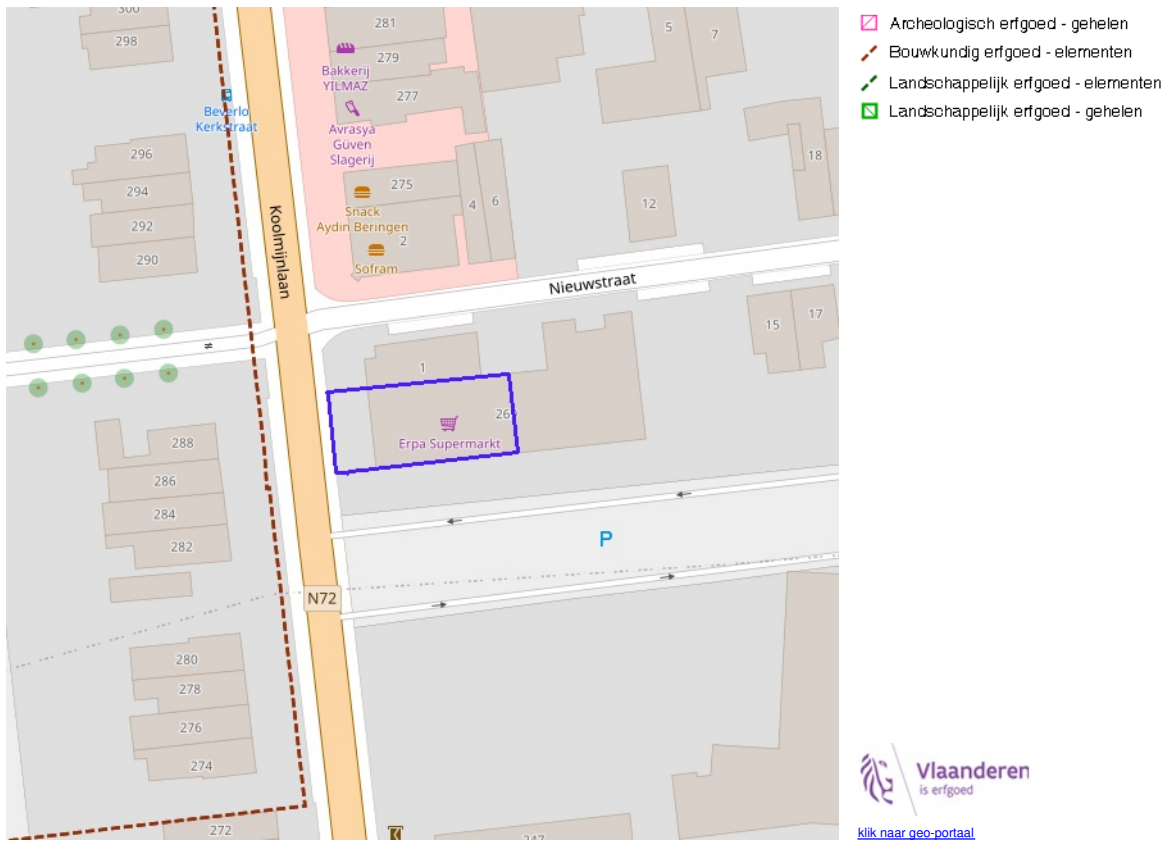 300
298
281
279
277
5
7
Bakkerij
YILMAZ
Beverlo
Kerkstraat
Avrasya
Güven
Slagerij
296
294
292
290
275
Snack
Aydin Beringen
2
Sofram
4
6
12
18
Koolmijnlaan
Nieuwstraat
15
17
1
Erpa Supermarkt
288
286
284
282
P
N72
280
278
276
274
272
247
Archeologisch erfgoed - gehelen
Bouwkundig erfgoed - elementen
Landschappelijk erfgoed - elementen
Landschappelijk erfgoed - gehelen
Vlaanderen
is erfgoed
klik naar geo-portaal